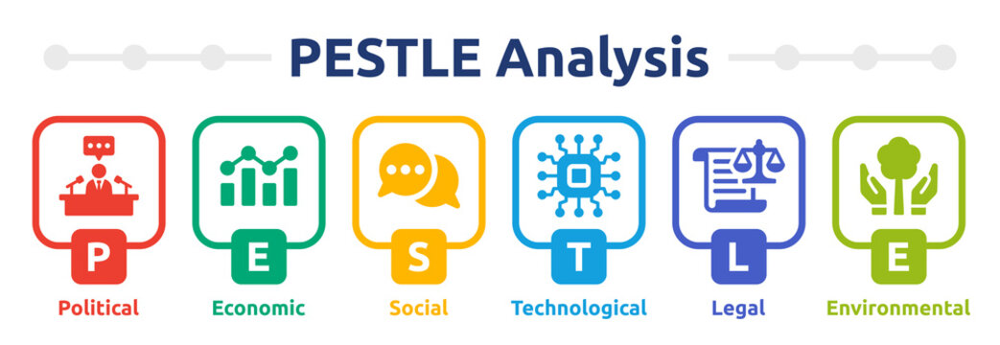 PESTLE Analysis
P E S T L E
Political Economic Social Technological Legal Environmental